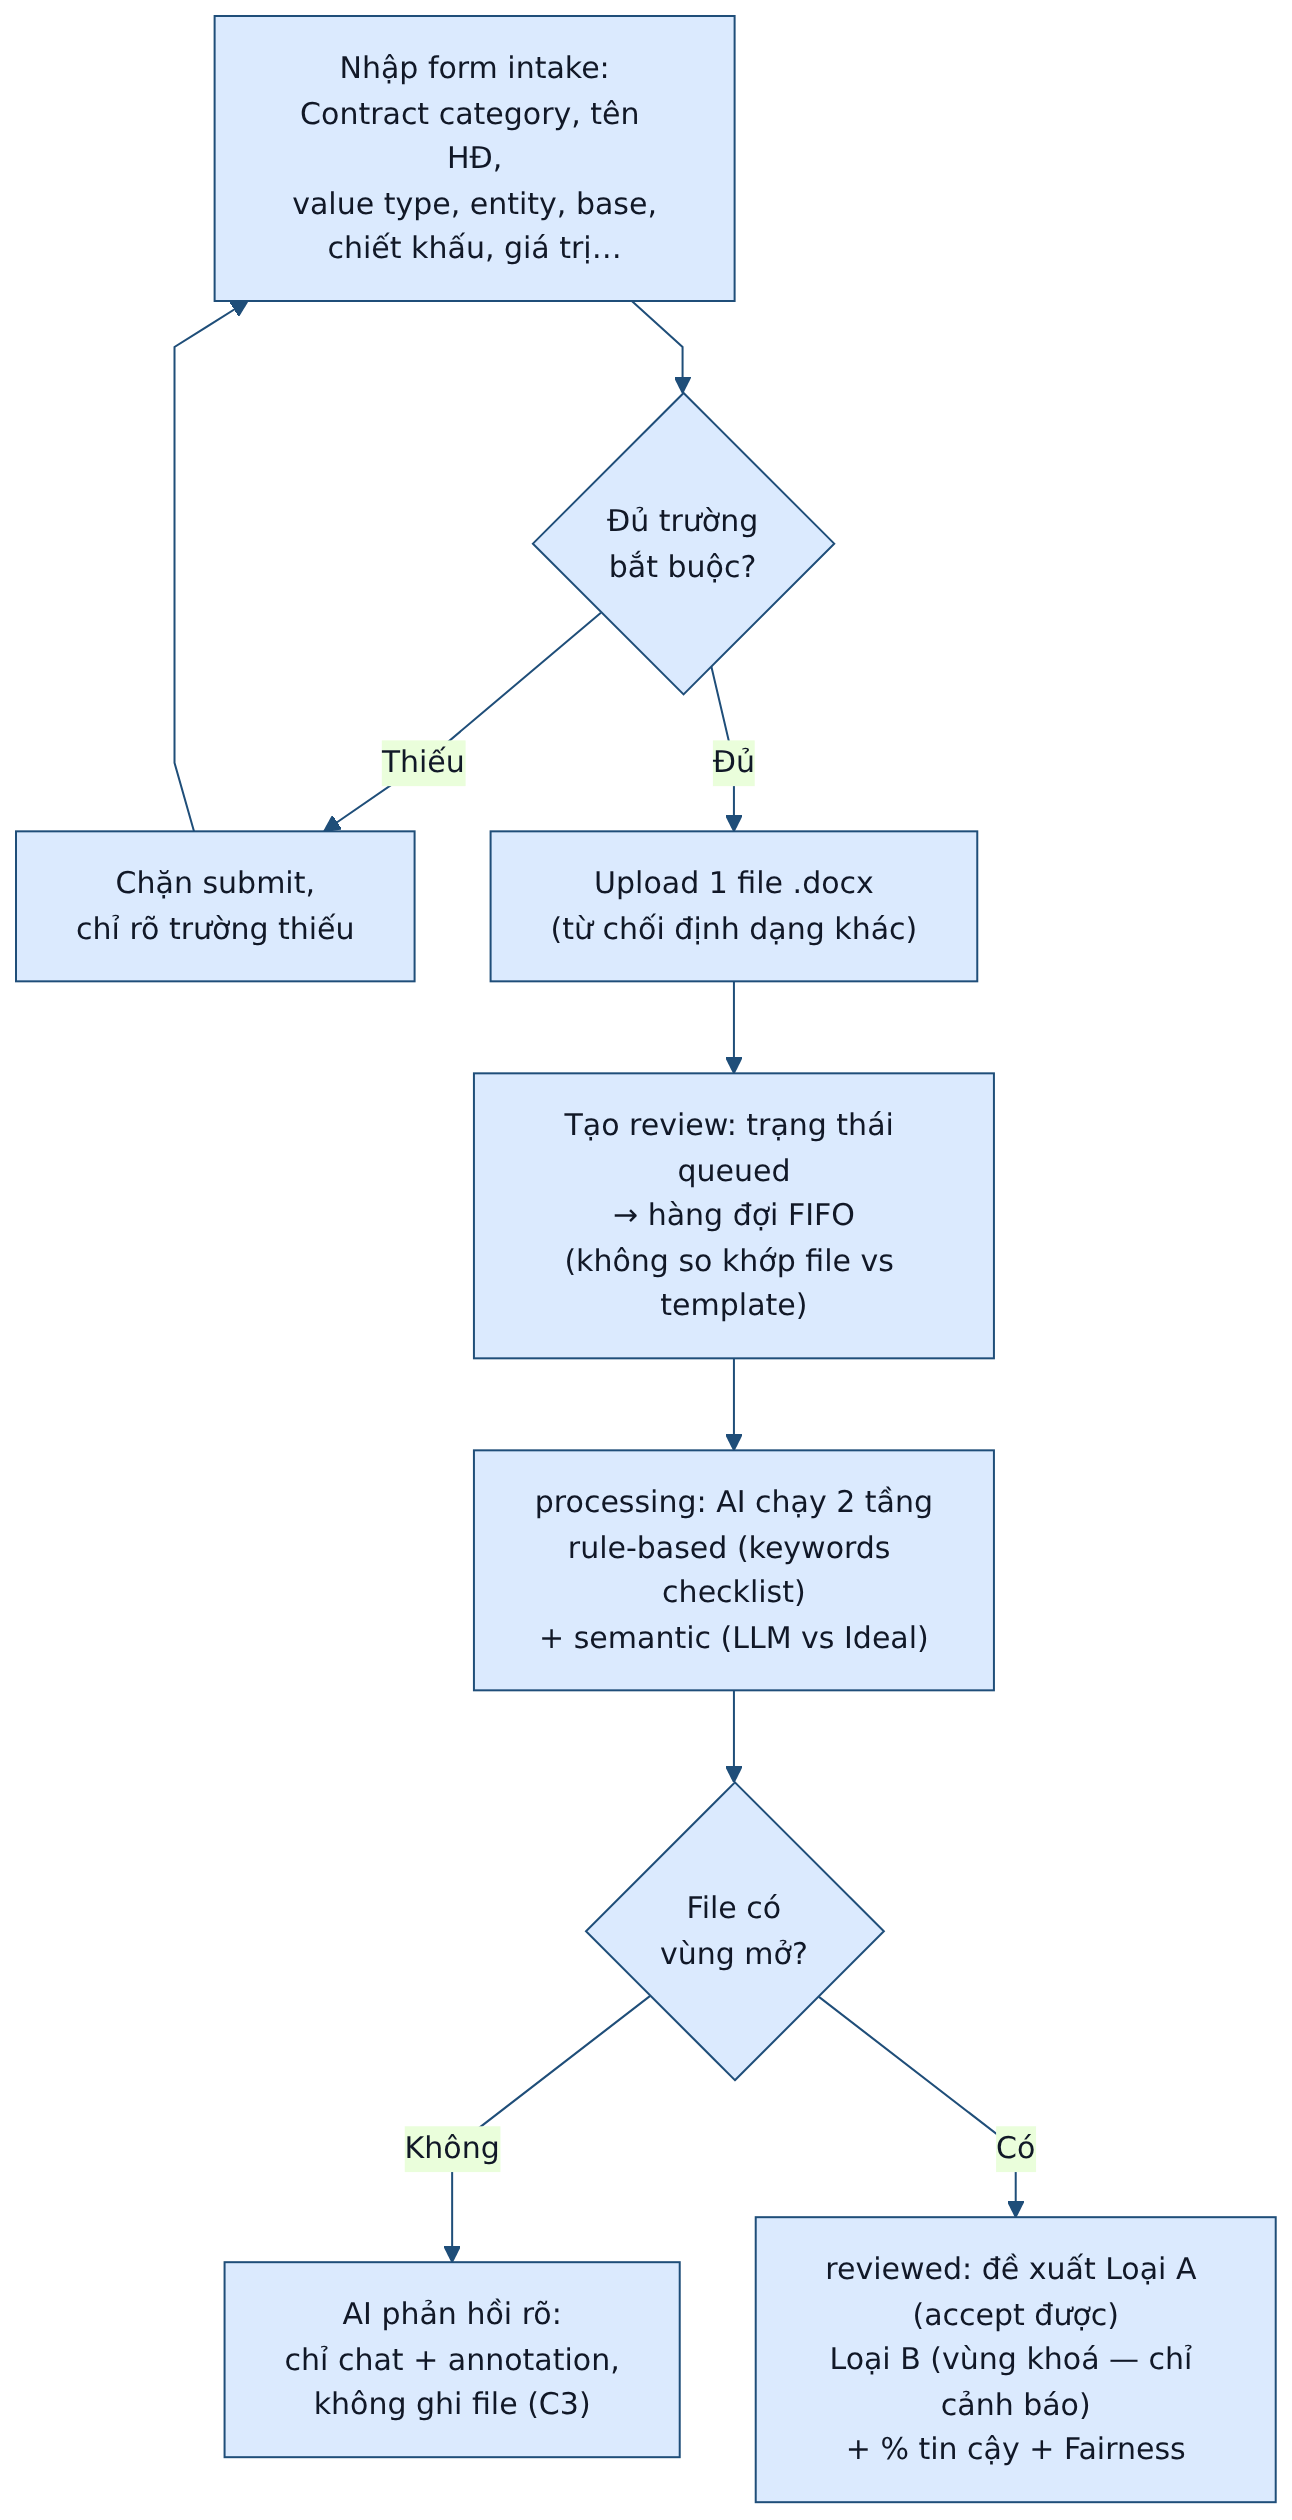 Nhập form intake:
Contract category, tên
HĐ,
value type, entity, base,
chiết khấu, giá trị...
Đủ trường
bắt buộc?
Thiếu
Đủ
Chặn submit,
chỉ rõ trường thiếu
Upload 1 file .docx
(từ chối định dạng khác)
Tạo review: trạng thái
queued
→ hàng đợi FIFO
(không so khớp file vs
template)
processing: AI chạy 2 tầng
rule-based (keywords
checklist)
+ semantic (LLM vs Ideal)
File có
vùng mở?
Không
Có
AI phản hồi rõ:
chỉ chat + annotation,
không ghi file (C3)
reviewed: đề xuất Loại A
(accept được)
Loại B (vùng khoá — chỉ
cảnh báo)
+ % tin cậy + Fairness